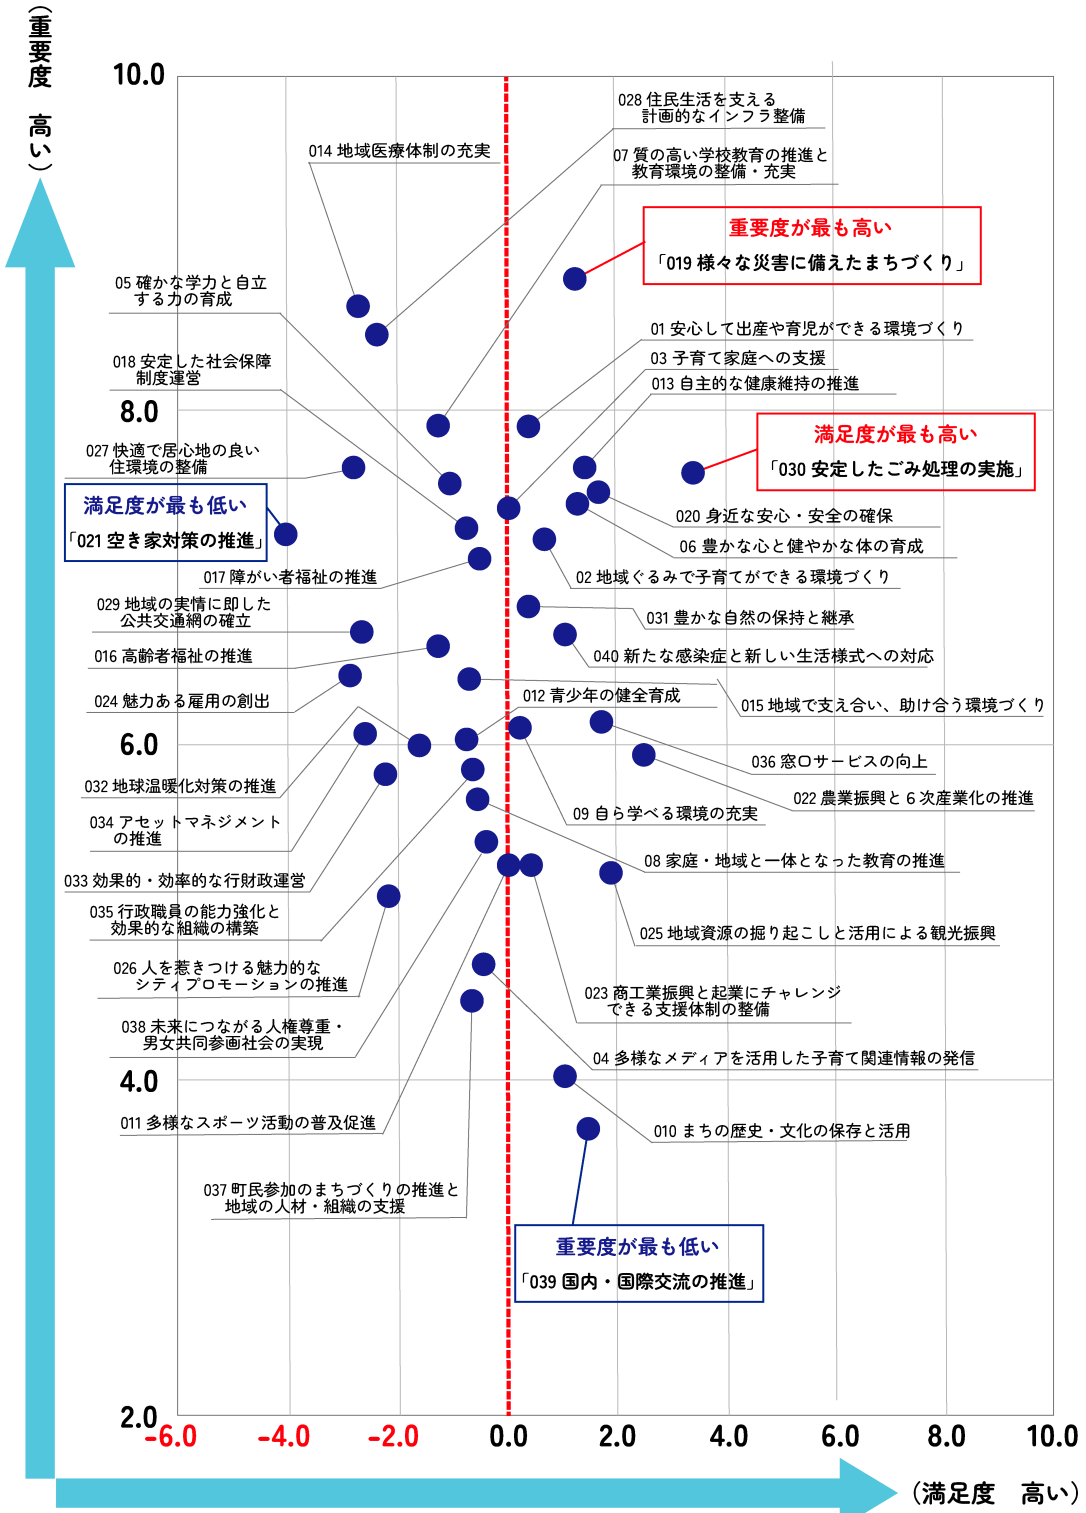 （重要度　高い）
10.0
028 住民生活を支える
計画的なインフラ整備
014 地域医療体制の充実
07 質の高い学校教育の推進と
教育環境の整備・充実
重要度が最も高い
「019 様々な災害に備えたまちづくり」
05 確かな学力と自立
する力の育成
01 安心して出産や育児ができる環境づくり
03 子育て家庭への支援
018 安定した社会保障
制度運営
013 自主的な健康維持の推進
8.0
満足度が最も高い
「030 安定したごみ処理の実施」
027 快適で居心地の良い
住環境の整備
満足度が最も低い
「021 空き家対策の推進」
020 身近な安心・安全の確保
06 豊かな心と健やかな体の育成
017 障がい者福祉の推進
02 地域ぐるみで子育てができる環境づくり
029 地域の実情に即した
公共交通網の確立
031 豊かな自然の保持と継承
016 高齢者福祉の推進
040 新たな感染症と新しい生活様式への対応
024 魅力ある雇用の創出
012 青少年の健全育成
015 地域で支え合い、助け合う環境づくり
6.0
036 窓口サービスの向上
032 地球温暖化対策の推進
022 農業振興と６次産業化の推進
034 アセットマネジメント
の推進
09 自ら学べる環境の充実
08 家庭・地域と一体となった教育の推進
033 効果的・効率的な行財政運営
035 行政職員の能力強化と
効果的な組織の構築
025 地域資源の掘り起こしと活用による観光振興
026 人を惹きつける魅力的な
シティプロモーションの推進
023 商工業振興と起業にチャレンジ
できる支援体制の整備
038 未来につながる人権尊重・
男女共同参画社会の実現
04 多様なメディアを活用した子育て関連情報の発信
4.0
011 多様なスポーツ活動の普及促進
010 まちの歴史・文化の保存と活用
037 町民参加のまちづくりの推進と
地域の人材・組織の支援
重要度が最も低い
「039 国内・国際交流の推進」
2.0
-6.0
-4.0
-2.0
0.0
2.0
4.0
6.0
8.0
10.0
（満足度　高い）